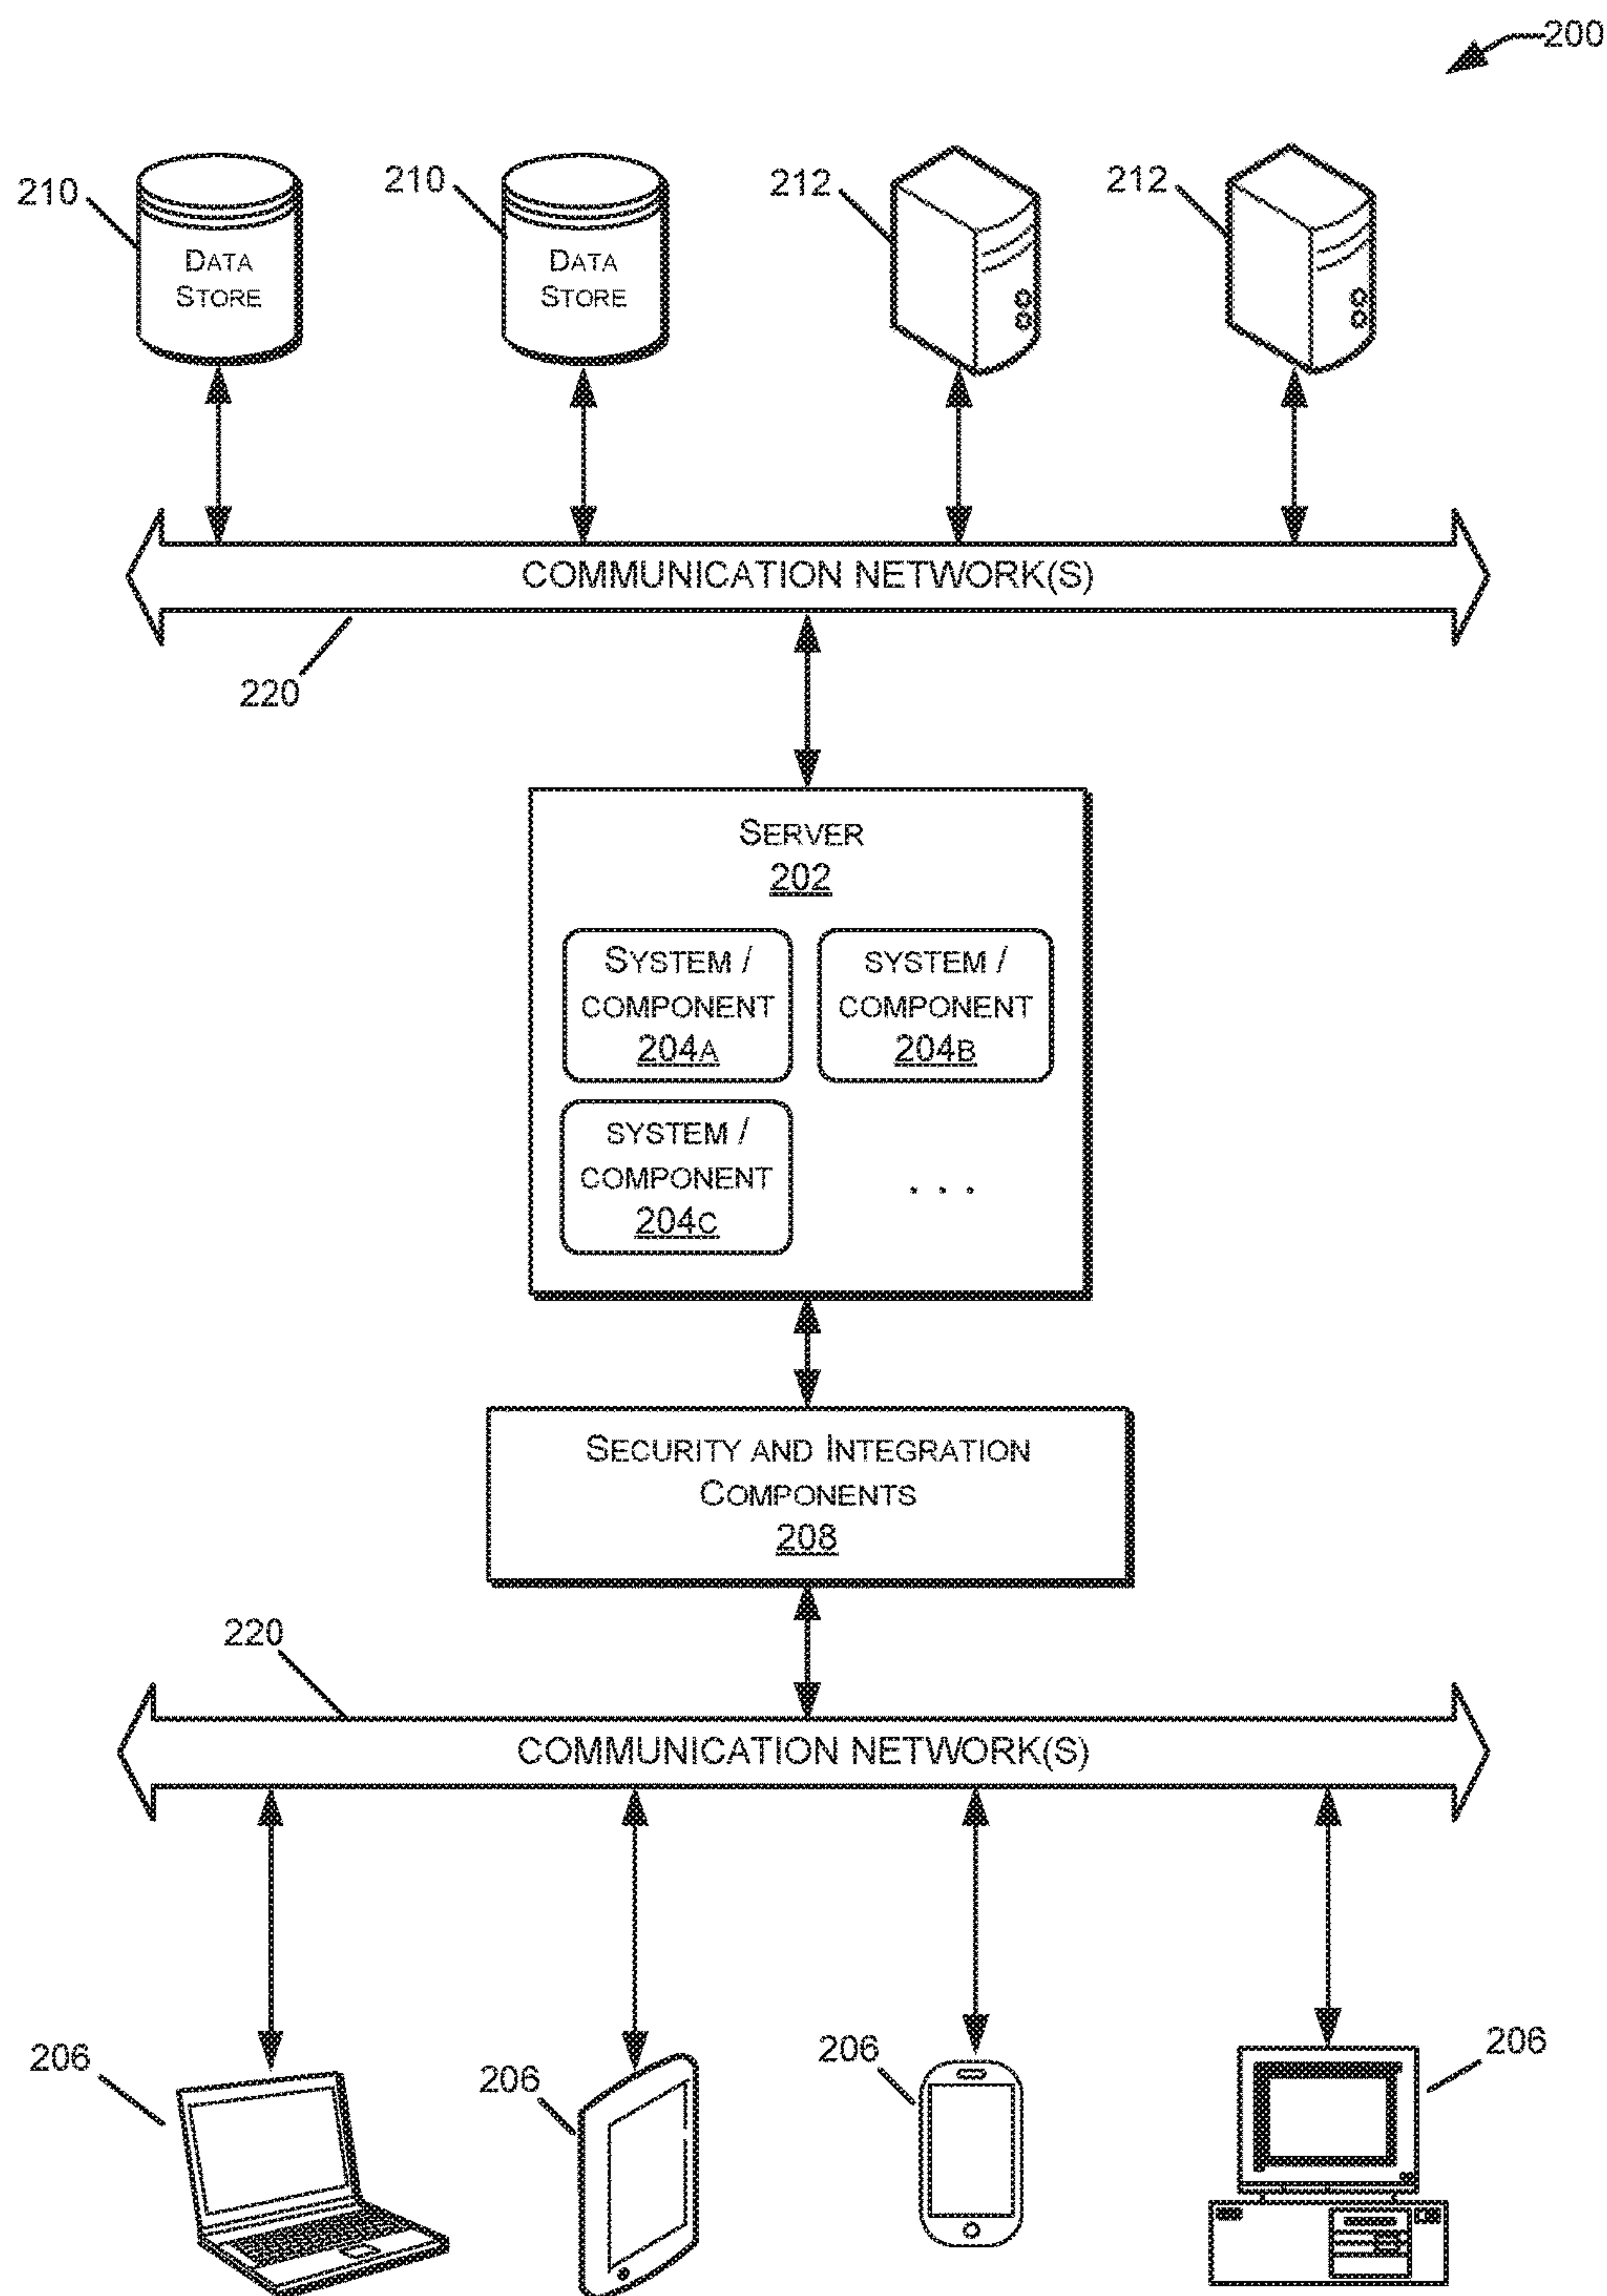 200
210
210
212
212
DATA
STORE
DATA
STORE
COMMUNICATION NETWORK(S)
220
SERVER
202
SYSTEM /
COMPONENT
204A
SYSTEM /
COMPONENT
204B
SYSTEM /
COMPONENT
204C
. . .
SECURITY AND INTEGRATION
COMPONENTS
208
220
COMMUNICATION NETWORK(S)
206
206
206
206